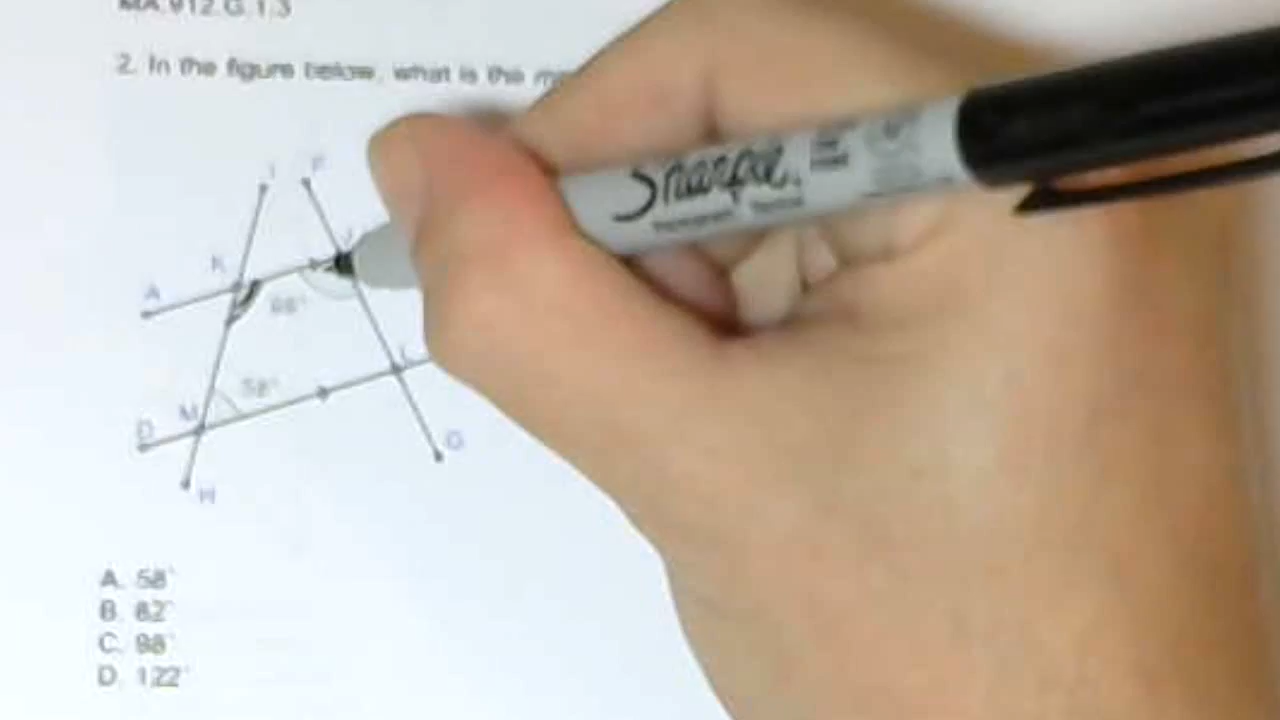 MA.912.G.1.3
2. In the figure below, what is the
I F
K
A
98°
58°
M L
D
G
H
A. 58°
B. 82°
C. 98°
D. 122°
Sharpie.
Permanent